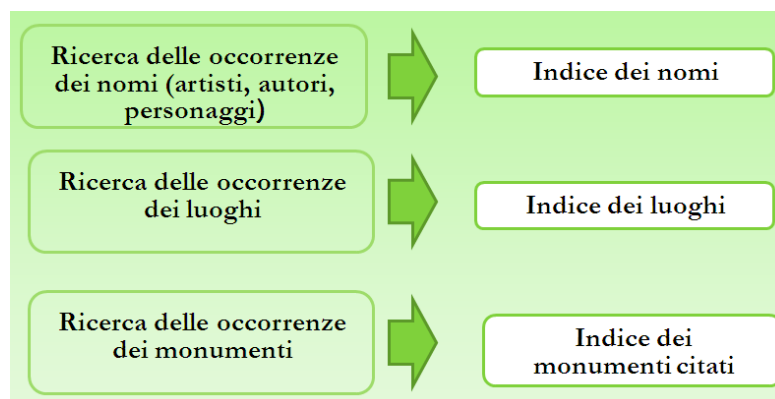 Ricerca delle occorrenze
dei nomi (artisti, autori,
personaggi)
Indice dei nomi
Ricerca delle occorrenze
dei luoghi
Indice dei luoghi
Ricerca delle occorrenze
dei monumenti
Indice dei
monumenti citati